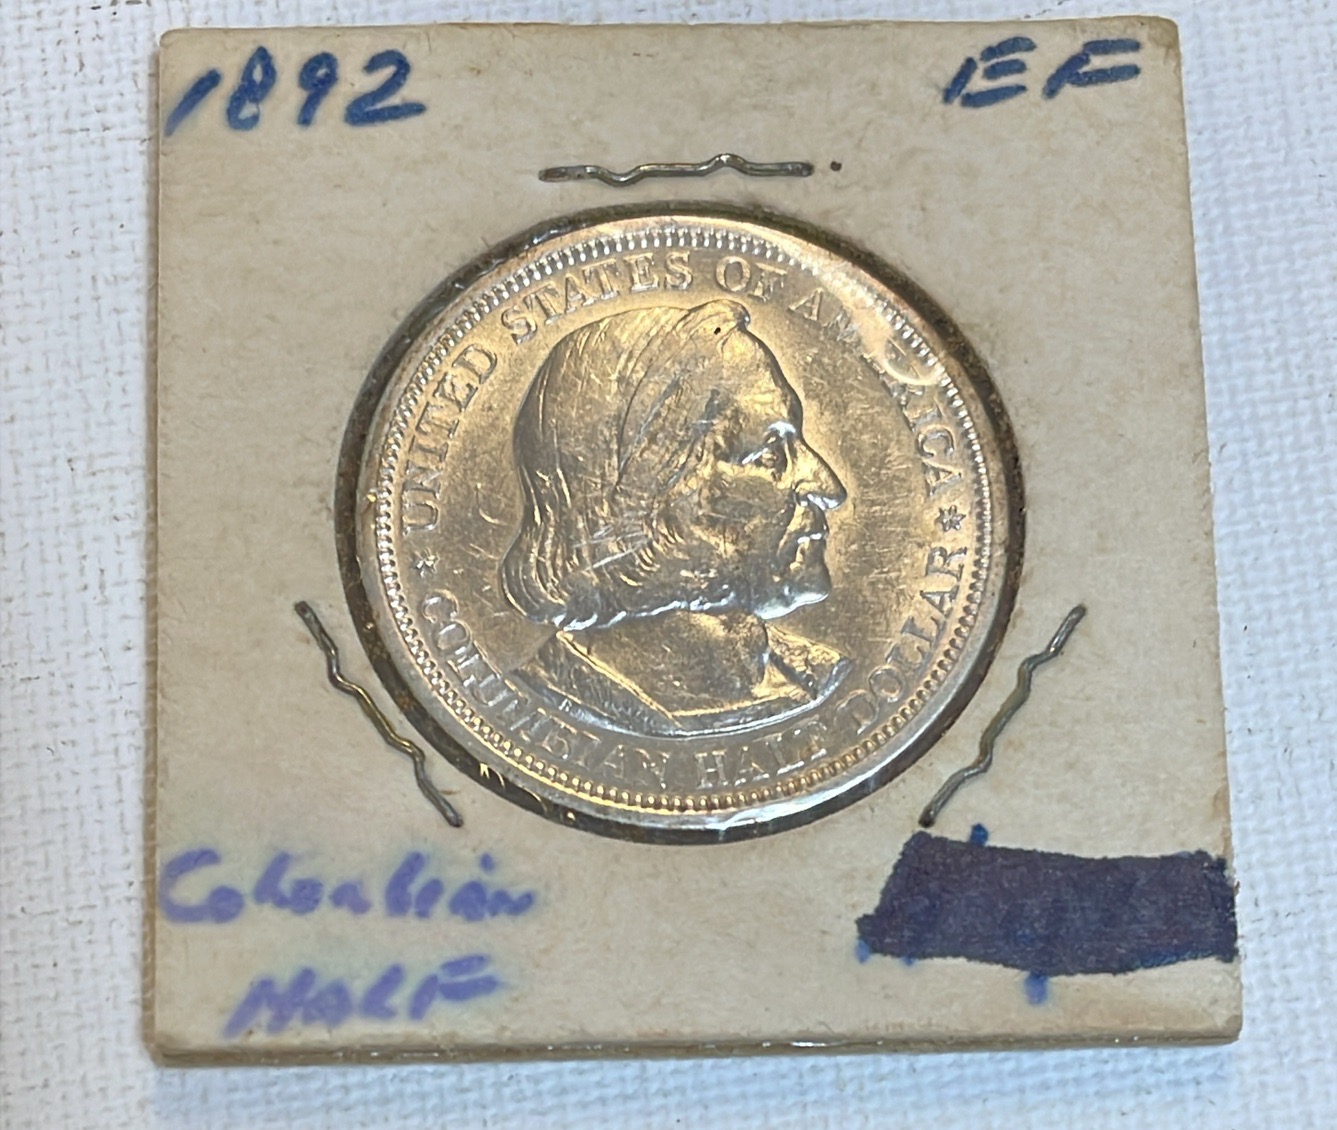 1892 EF
UNITED STATES OF AMERICA
COLUMBIAN HALF DOLLAR
Columbian
HALF